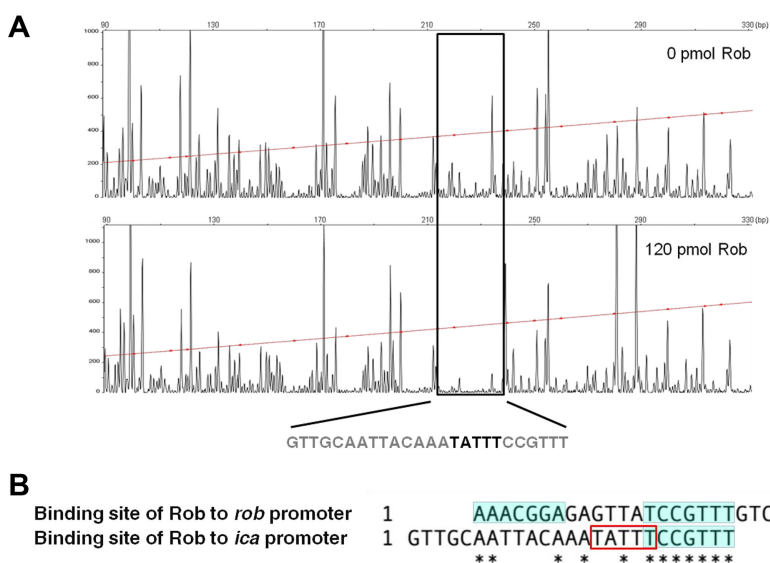 A
90 130 170 210 250 290 330 (bp)
0 pmol Rob
1000
800
600
400
200
0
90 130 170 210 250 290 330 (bp)
120 pmol Rob
1000
800
600
400
200
0
GTTGCAATTACAAATATTTCCGTTT
B
Binding site of Rob to rob promoter 1 AAACGGAGAGTTATCCGTTTGTC
Binding site of Rob to ica promoter 1 GTTGCAATTACAAATATTTCCGTTT
** * * * *******